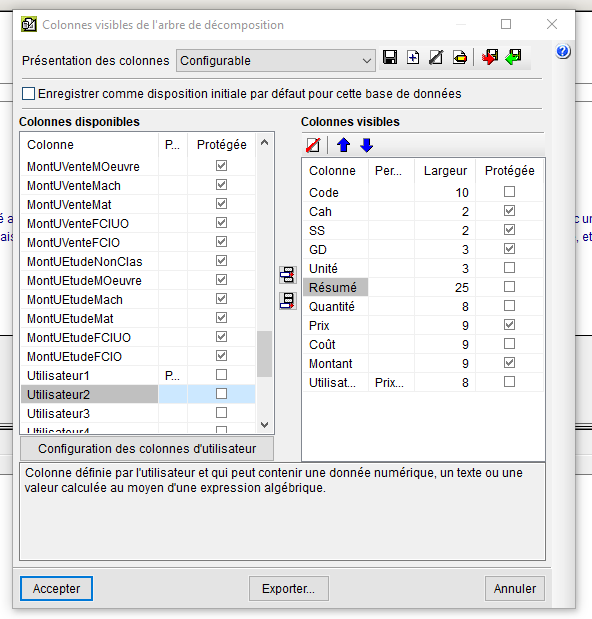 Colonnes visibles de l'arbre de décomposition
Présentation des colonnes Configurable
Enregistrer comme disposition initiale par défaut pour cette base de données
Colonnes disponibles
Colonne P... Protégée
MontUVenteMOeuvre
MontUVenteMach
MontUVenteMat
MontUVenteFCIUO
MontUVenteFCIO
MontUEtudeNonClas
MontUEtudeMOeuvre
MontUEtudeMach
MontUEtudeMat
MontUEtudeFCIUO
MontUEtudeFCIO
Utilisateur1 P...
Utilisateur2
Utilisateur3
Utilisateur4
Configuration des colonnes d'utilisateur
Colonnes visibles
Colonne Per... Largeur Protégée
Code 10
Cah 2
SS 2
GD 3
Unité 3
Résumé 25
Quantité 8
Prix 9
Coût 9
Montant 9
Utilisat... Prix... 8
Colonne définie par l'utilisateur et qui peut contenir une donnée numérique, un texte ou une
valeur calculée au moyen d'une expression algébrique.
Accepter Exporter... Annuler